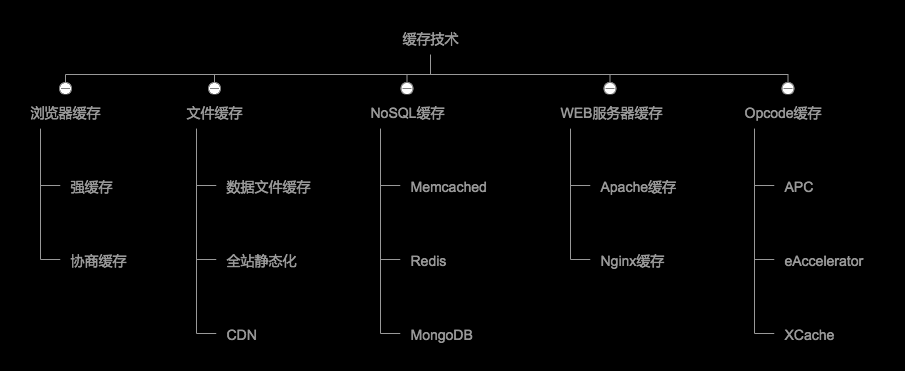 缓存技术
浏览器缓存
文件缓存
NoSQL缓存
WEB服务器缓存
Opcode缓存
强缓存
数据文件缓存
Memcached
Apache缓存
APC
协商缓存
全站静态化
Redis
Nginx缓存
eAccelerator
CDN
MongoDB
XCache